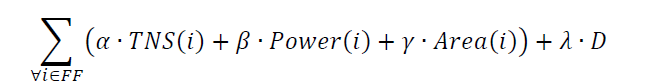 ∑∀i∈FF (α · TNS(i) + β · Power(i) + γ · Area(i)) + λ · D